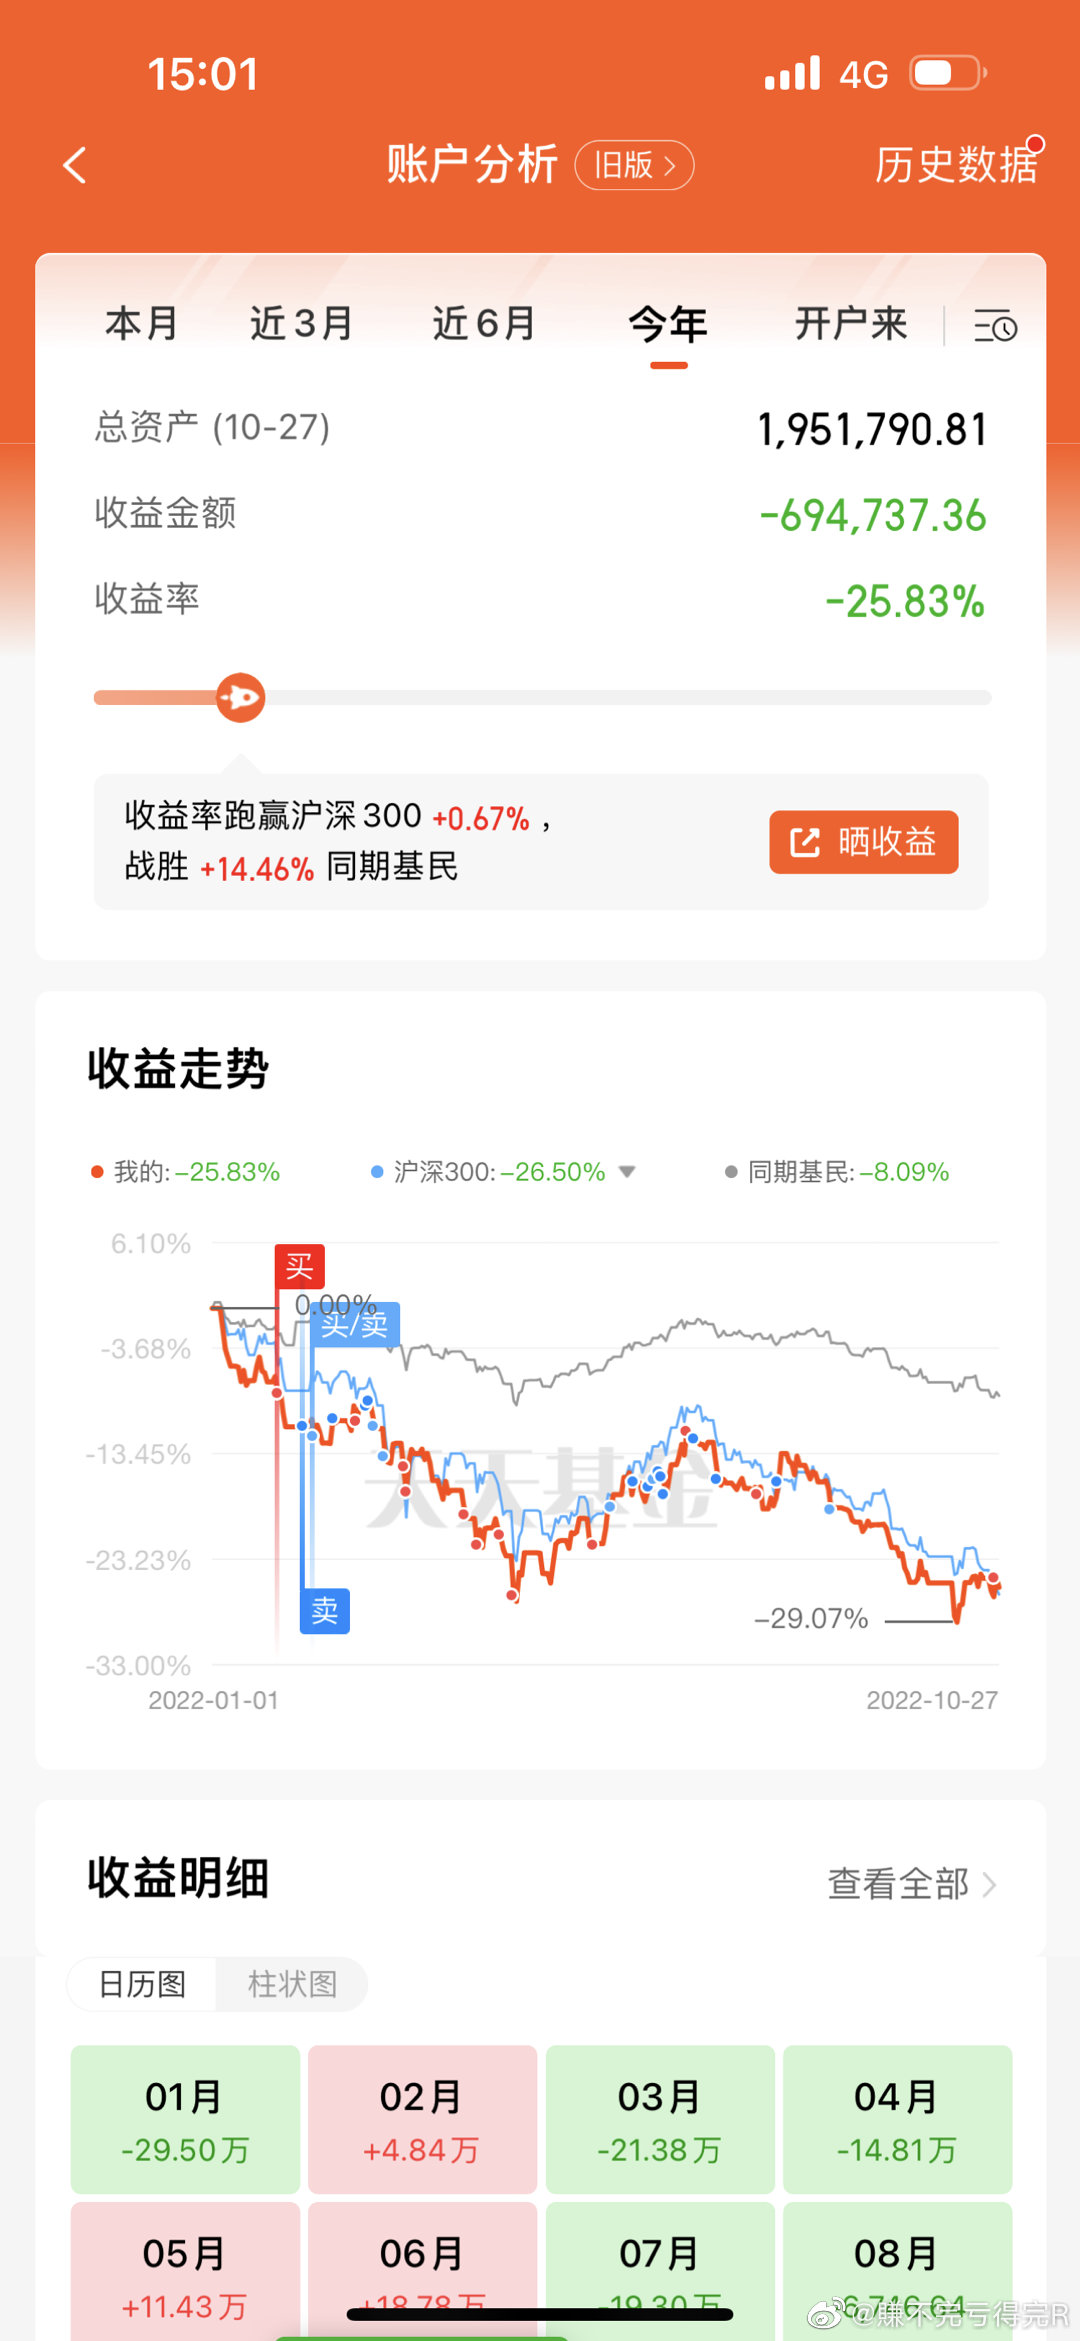 15:01
4G
账户分析
旧版
历史数据
本月
近3月
近6月
今年
开户来
总资产 (10-27)
1,951,790.81
收益金额
-694,737.36
收益率
-25.83%
收益率跑赢沪深300 +0.67%，
战胜 +14.46% 同期基民
晒收益
收益走势
我的:-25.83%
沪深300:-26.50%
同期基民:-8.09%
6.10%
买
0.00%
买/卖
-3.68%
-13.45%
天天基金
-23.23%
卖
-29.07%
-33.00%
2022-01-01
2022-10-27
收益明细
查看全部
日历图
柱状图
01月
02月
03月
04月
-29.50万
+4.84万
-21.38万
-14.81万
05月
06月
07月
08月
+11.43万
+18.78万
-19.30万
@賺不完亏得完R